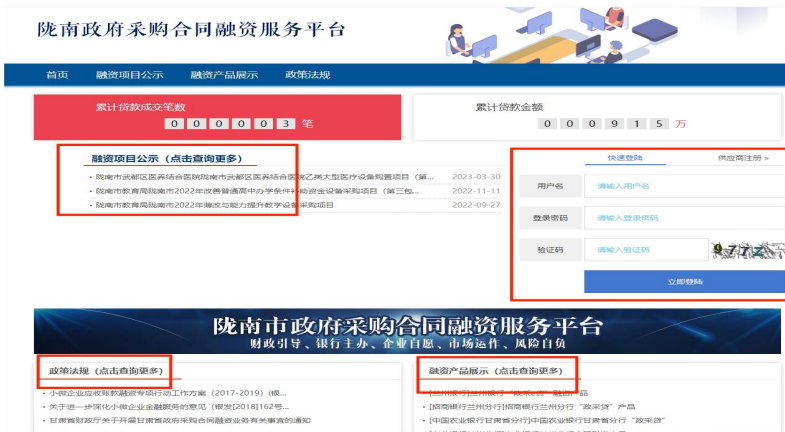 陇南政府采购合同融资服务平台
首页 融资项目公示 融资产品展示 政策法规
累计贷款成交笔数
0 0 0 0 0 3 笔
累计贷款金额
0 0 0 9 1 5 万
融资项目公示（点击查询更多）
• 陇南市武都区医养结合医院陇南市武都区医养结合医院乙类大型医疗设备购置项目（第... 2023-03-30
• 陇南市教育局陇南市2022年改善普通高中办学条件补助资金设备采购项目（第三包... 2022-11-11
• 陇南市教育局陇南市2022年薄改与能力提升教学设备采购项目 2022-09-27
快速登陆 供应商注册 »
用户名 请输入用户名
登录密码 请输入登录密码
验证码 请输入验证码 9772
立即登陆
陇南市政府采购合同融资服务平台
财政引导、银行主办、企业自愿、市场运作、风险自负
政策法规（点击查询更多）
• 小微企业应收账款融资专项行动工作方案（2017-2019）(银...
• 关于进一步深化小微企业金融服务的意见（银发[2018]162号...
• 甘肃省财政厅关于开展甘肃省政府采购合同融资业务有关事宜的通知
融资产品展示（点击查询更多）
• [兰州银行]兰州银行“政采e贷”融资产品
• [招商银行兰州分行]招商银行兰州分行“政采贷”产品
• [中国农业银行甘肃省分行]中国农业银行甘肃省分行“政采贷”